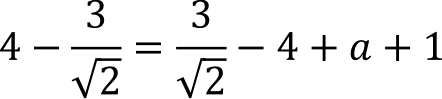 4 − 3/√2 = 3/√2 − 4 + a + 1